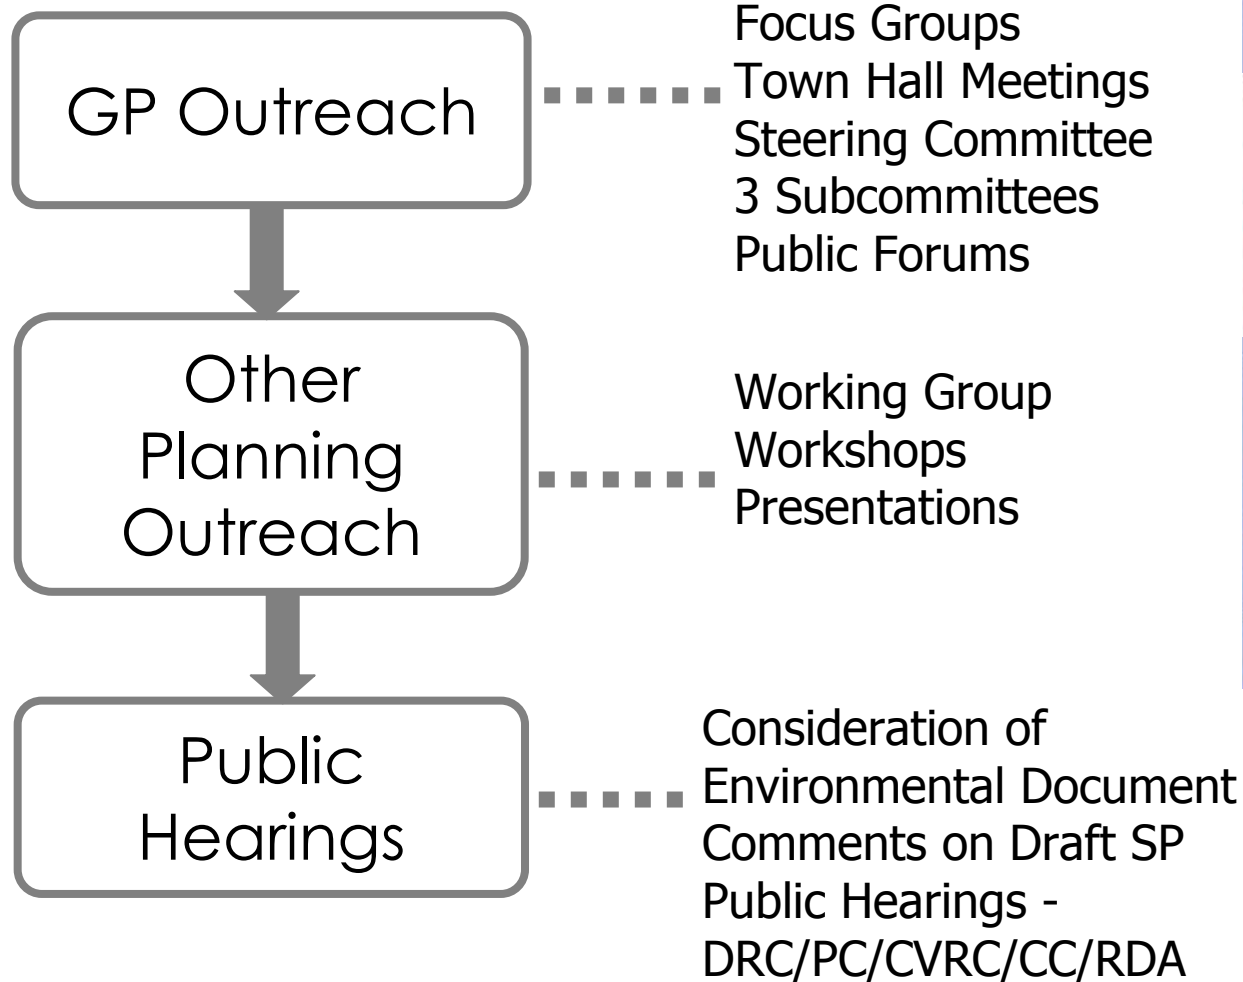 GP Outreach
Focus Groups
Town Hall Meetings
Steering Committee
3 Subcommittees
Public Forums
Other
Planning
Outreach
Working Group
Workshops
Presentations
Public
Hearings
Consideration of
Environmental Document
Comments on Draft SP
Public Hearings -
DRC/PC/CVRC/CC/RDA